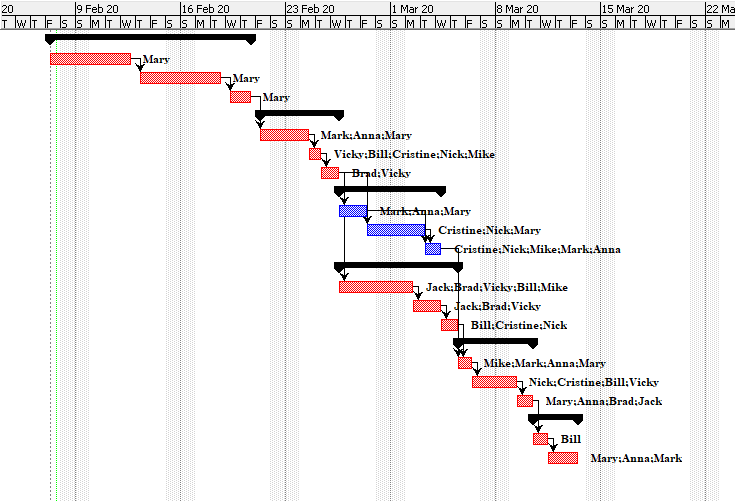 20 9 Feb 20 16 Feb 20 23 Feb 20 1 Mar 20 8 Mar 20 15 Mar 20 22 Ma
T W T F S S M T W T F S S M T W T F S S M T W T F S S M T W T F S S M T W T F S S M T W T F S S M
Mary
Mary
Mary
Mark;Anna;Mary
Vicky;Bill;Cristine;Nick;Mike
Brad;Vicky
Mark;Anna;Mary
Cristine;Nick;Mary
Cristine;Nick;Mike;Mark;Anna
Jack;Brad;Vicky;Bill;Mike
Jack;Brad;Vicky
Bill;Cristine;Nick
Mike;Mark;Anna;Mary
Nick;Cristine;Bill;Vicky
Mary;Anna;Brad;Jack
Bill
Mary;Anna;Mark